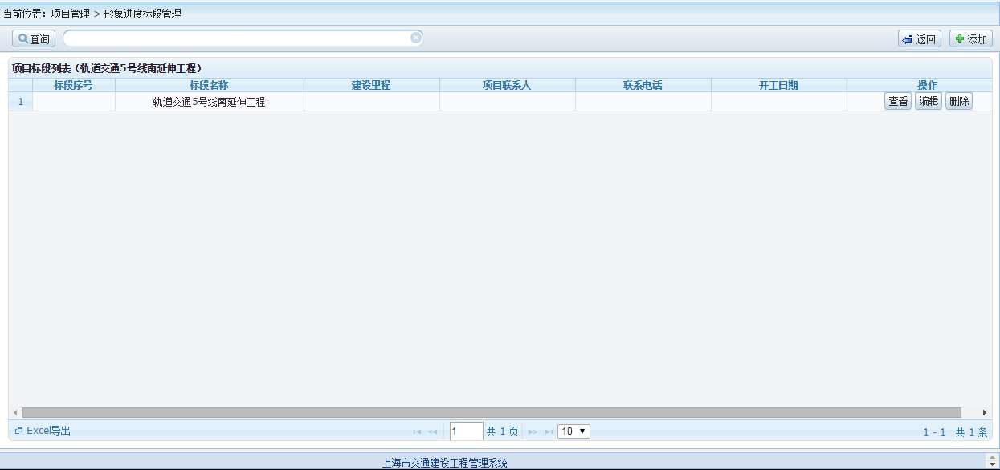 当前位置：项目管理 > 形象进度标段管理
查询 返回 添加
项目标段列表（轨道交通5号线南延伸工程）
标段序号 标段名称 建设里程 项目联系人 联系电话 开工日期 操作
1 轨道交通5号线南延伸工程 查看 编辑 删除
Excel导出 1 共 1 页 10 1 - 1 共 1 条
上海市交通建设工程管理系统